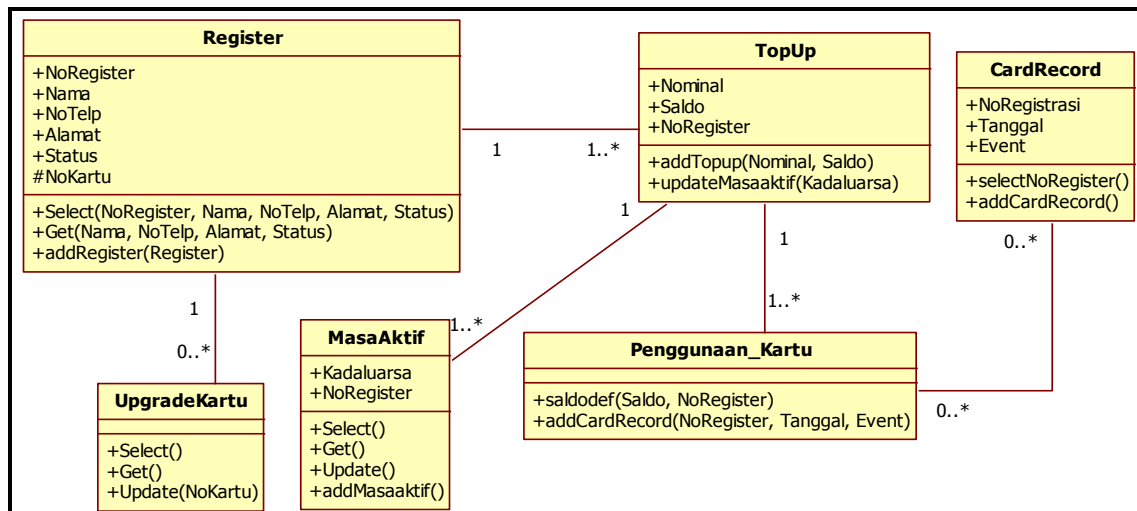 Register
+NoRegister
+Nama
+NoTelp
+Alamat
+Status
#NoKartu
+Select(NoRegister, Nama, NoTelp, Alamat, Status)
+Get(Nama, NoTelp, Alamat, Status)
+addRegister(Register)
1
1..*
TopUp
+Nominal
+Saldo
+NoRegister
+addTopup(Nominal, Saldo)
+updateMasaaktif(Kadaluarsa)
CardRecord
+NoRegistrasi
+Tanggal
+Event
+selectNoRegister()
+addCardRecord()
1
0..*
1
1..*
1
1..*
0..*
0..*
UpgradeKartu
+Select()
+Get()
+Update(NoKartu)
MasaAktif
+Kadaluarsa
+NoRegister
+Select()
+Get()
+Update()
+addMasaaktif()
Penggunaan_Kartu
+saldodef(Saldo, NoRegister)
+addCardRecord(NoRegister, Tanggal, Event)